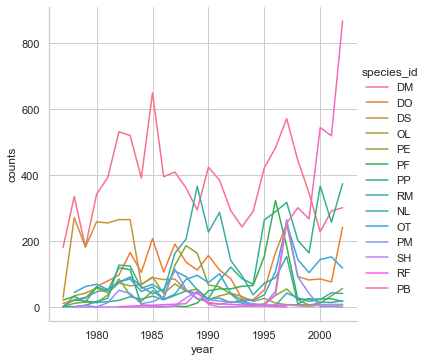 800
600
400
200
0
counts
1980
1985
1990
1995
2000
year
species_id
DM
DO
DS
OL
PE
PF
PP
RM
NL
OT
PM
SH
RF
PB